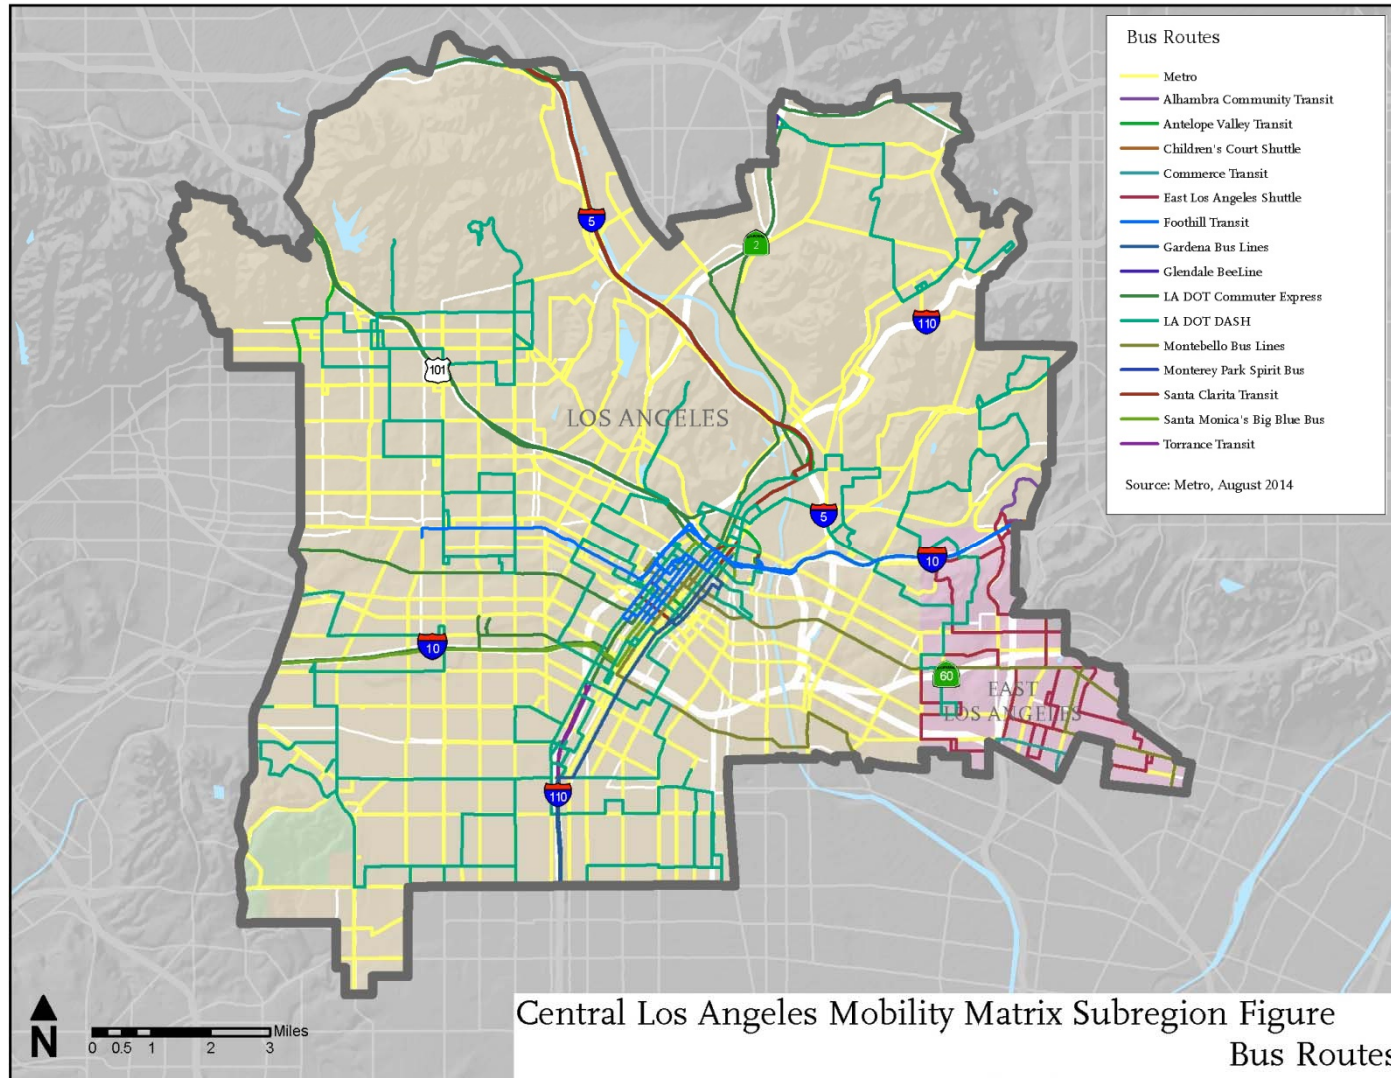 Bus Routes
Metro
Alhambra Community Transit
Antelope Valley Transit
Children's Court Shuttle
Commerce Transit
East Los Angeles Shuttle
Foothill Transit
Gardena Bus Lines
Glendale BeeLine
LA DOT Commuter Express
LA DOT DASH
Montebello Bus Lines
Monterey Park Spirit Bus
Santa Clarita Transit
Santa Monica's Big Blue Bus
Torrance Transit
Source: Metro, August 2014
5
2
110
101
LOS ANGELES
5
10
10
60
EAST
LOS ANGELES
110
N
0 0.5 1 2 3 Miles
Central Los Angeles Mobility Matrix Subregion Figure
Bus Routes